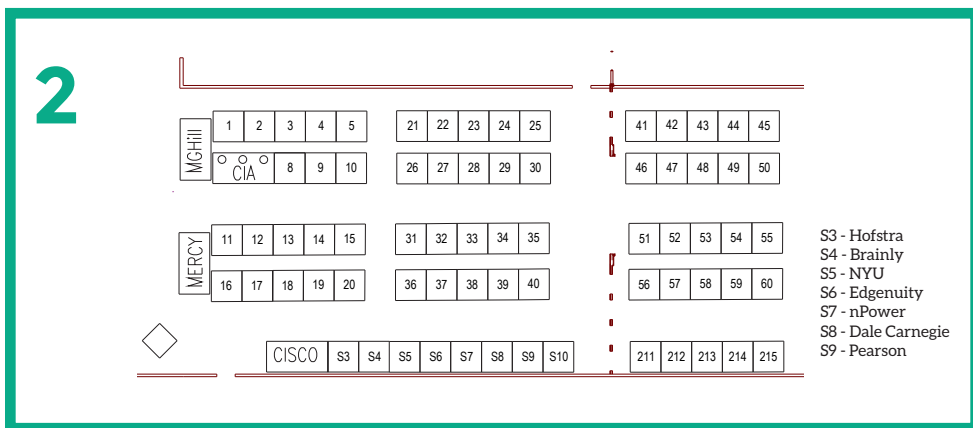 2
1 2 3 4 5 21 22 23 24 25 41 42 43 44 45
MGHill
CIA 8 9 10 26 27 28 29 30 46 47 48 49 50
11 12 13 14 15 31 32 33 34 35 51 52 53 54 55
MERCY
16 17 18 19 20 36 37 38 39 40 56 57 58 59 60
CISCO S3 S4 S5 S6 S7 S8 S9 S10 211 212 213 214 215
S3 - Hofstra
S4 - Brainly
S5 - NYU
S6 - Edgenuity
S7 - nPower
S8 - Dale Carnegie
S9 - Pearson